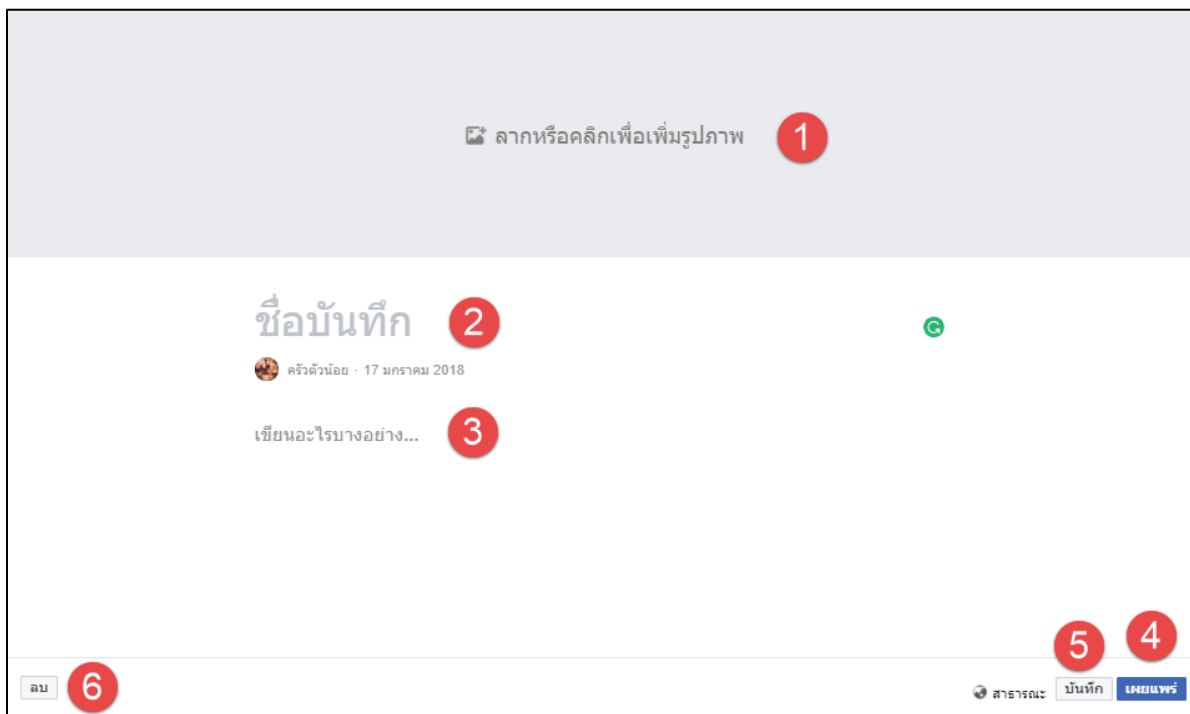 ลากหรือคลิกเพื่อเพิ่มรูปภาพ 1
ชื่อบันทึก 2
ครัวตัวน้อย · 17 มกราคม 2018
เขียนอะไรบางอย่าง... 3
5 4
ลบ 6 สาธารณะ บันทึก เผยแพร่